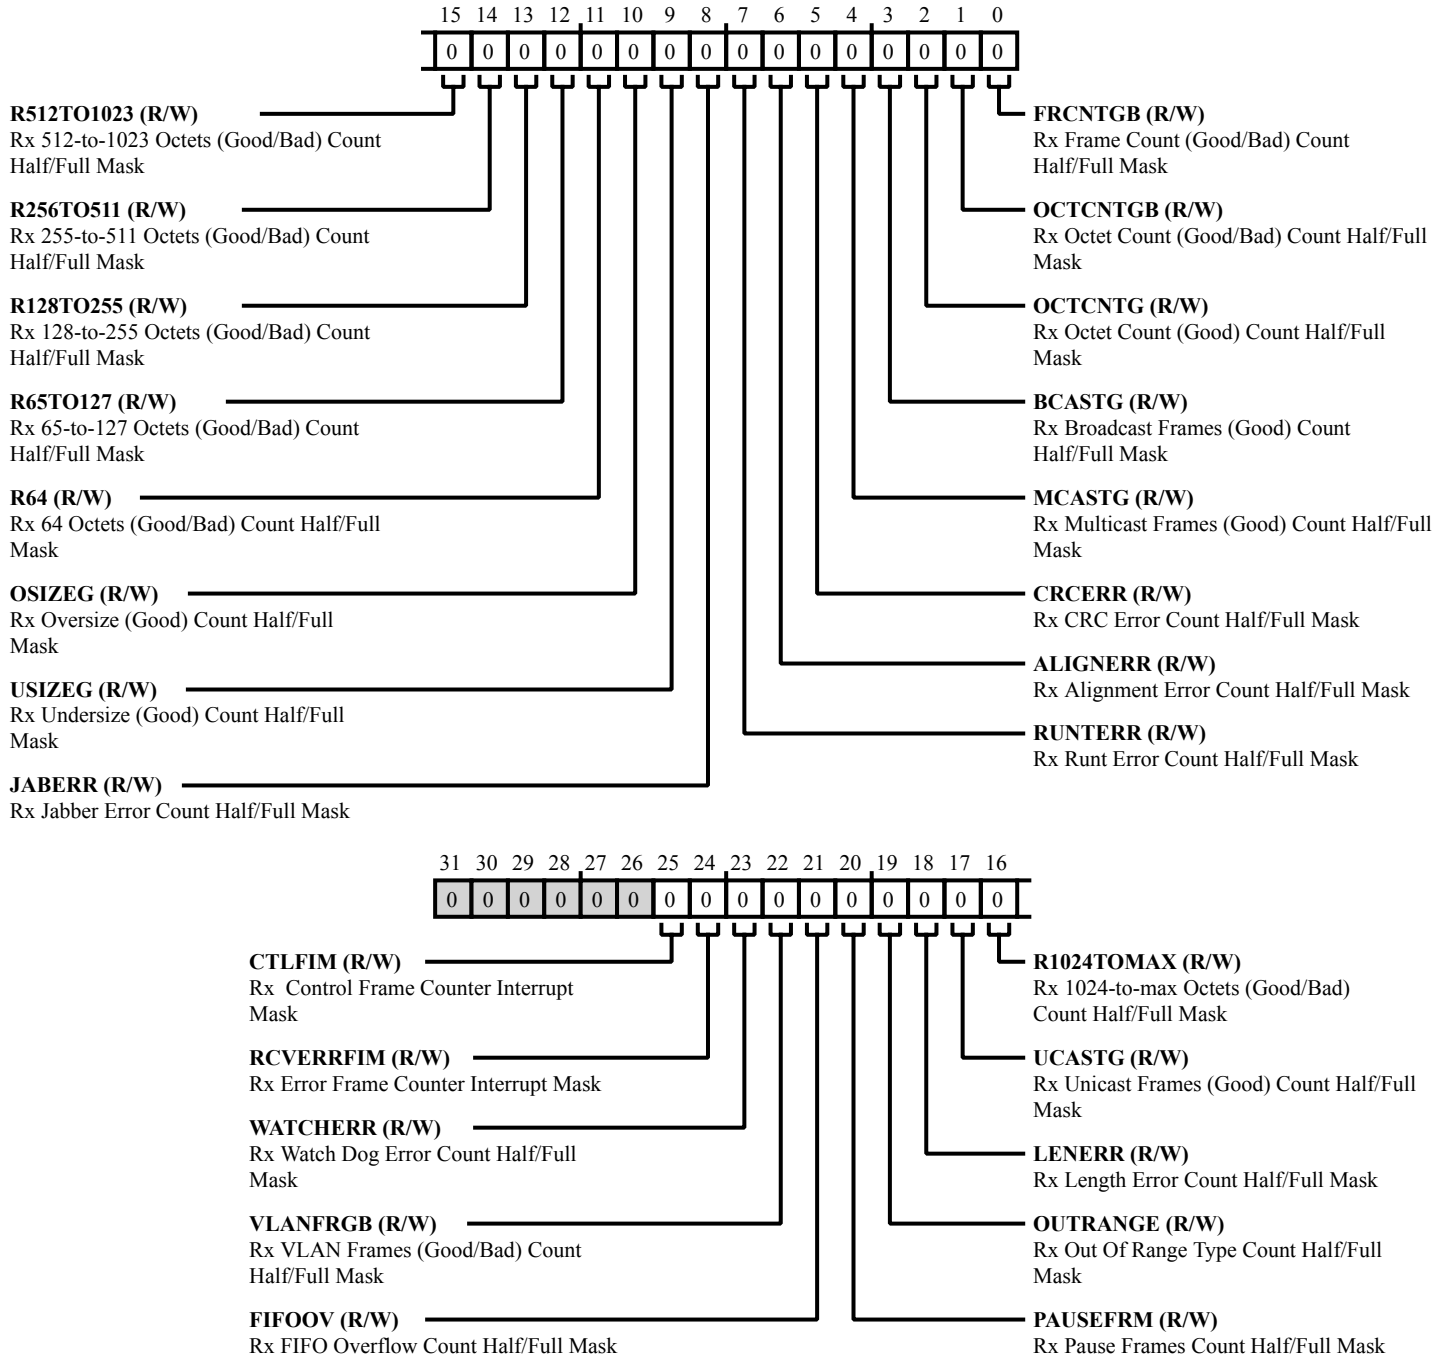 15 14 13 12 11 10 9 8 7 6 5 4 3 2 1 0
0 0 0 0 0 0 0 0 0 0 0 0 0 0 0 0
R512TO1023 (R/W)
Rx 512-to-1023 Octets (Good/Bad) Count
Half/Full Mask
R256TO511 (R/W)
Rx 255-to-511 Octets (Good/Bad) Count
Half/Full Mask
R128TO255 (R/W)
Rx 128-to-255 Octets (Good/Bad) Count
Half/Full Mask
R65TO127 (R/W)
Rx 65-to-127 Octets (Good/Bad) Count
Half/Full Mask
R64 (R/W)
Rx 64 Octets (Good/Bad) Count Half/Full
Mask
OSIZEG (R/W)
Rx Oversize (Good) Count Half/Full
Mask
USIZEG (R/W)
Rx Undersize (Good) Count Half/Full
Mask
JABERR (R/W)
Rx Jabber Error Count Half/Full Mask
FRCNTGB (R/W)
Rx Frame Count (Good/Bad) Count
Half/Full Mask
OCTCNTGB (R/W)
Rx Octet Count (Good/Bad) Count Half/Full
Mask
OCTCNTG (R/W)
Rx Octet Count (Good) Count Half/Full
Mask
BCASTG (R/W)
Rx Broadcast Frames (Good) Count
Half/Full Mask
MCASTG (R/W)
Rx Multicast Frames (Good) Count Half/Full
Mask
CRCERR (R/W)
Rx CRC Error Count Half/Full Mask
ALIGNERR (R/W)
Rx Alignment Error Count Half/Full Mask
RUNTERR (R/W)
Rx Runt Error Count Half/Full Mask
31 30 29 28 27 26 25 24 23 22 21 20 19 18 17 16
0 0 0 0 0 0 0 0 0 0 0 0 0 0 0 0
CTLFIM (R/W)
Rx Control Frame Counter Interrupt
Mask
RCVERRFIM (R/W)
Rx Error Frame Counter Interrupt Mask
WATCHERR (R/W)
Rx Watch Dog Error Count Half/Full
Mask
VLANFRGB (R/W)
Rx VLAN Frames (Good/Bad) Count
Half/Full Mask
FIFOOV (R/W)
Rx FIFO Overflow Count Half/Full Mask
R1024TOMAX (R/W)
Rx 1024-to-max Octets (Good/Bad)
Count Half/Full Mask
UCASTG (R/W)
Rx Unicast Frames (Good) Count Half/Full
Mask
LENERR (R/W)
Rx Length Error Count Half/Full Mask
OUTRANGE (R/W)
Rx Out Of Range Type Count Half/Full
Mask
PAUSEFRM (R/W)
Rx Pause Frames Count Half/Full Mask